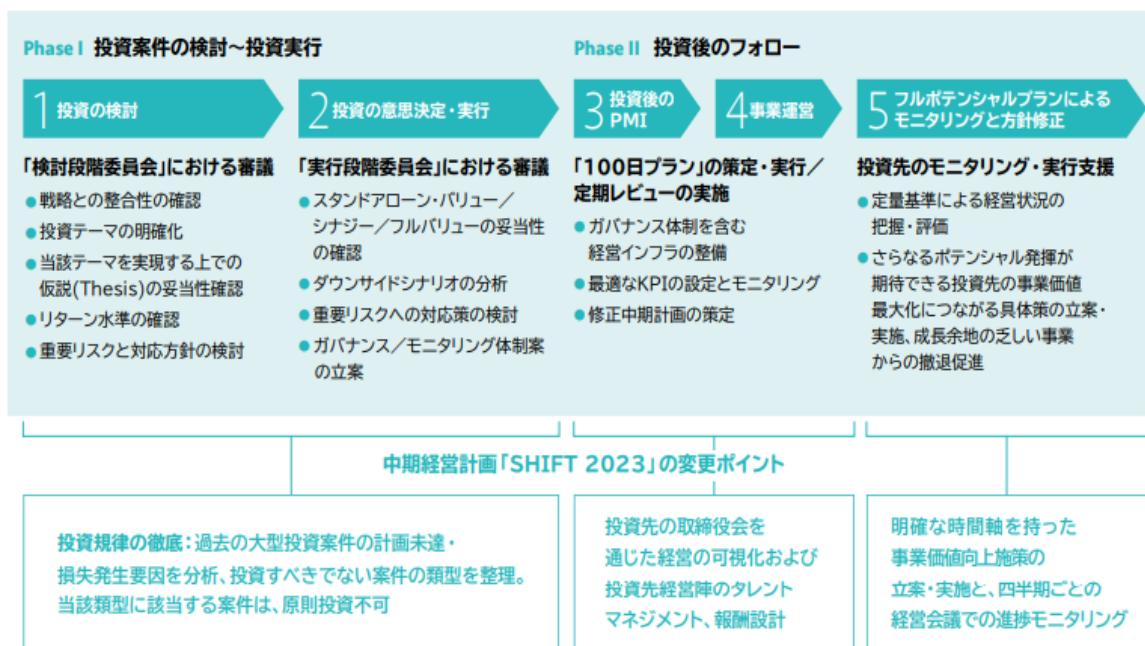 Phase I 投資案件の検討～投資実行
1 投資の検討
2 投資の意思決定・実行
「検討段階委員会」における審議
●戦略との整合性の確認
●投資テーマの明確化
●当該テーマを実現する上での
仮説(Thesis)の妥当性確認
●リターン水準の確認
●重要リスクと対応方針の検討
「実行段階委員会」における審議
●スタンドアローン・バリュー／
シナジー／フルバリューの妥当性
の確認
●ダウンサイドシナリオの分析
●重要リスクへの対応策の検討
●ガバナンス／モニタリング体制案
の立案
Phase II 投資後のフォロー
3 投資後の
PMI
4 事業運営
5 フルポテンシャルプランによる
モニタリングと方針修正
「100日プラン」の策定・実行／
定期レビューの実施
●ガバナンス体制を含む
経営インフラの整備
●最適なKPIの設定とモニタリング
●修正中期計画の策定
投資先のモニタリング・実行支援
●定量基準による経営状況の
把握・評価
●さらなるポテンシャル発揮が
期待できる投資先の事業価値
最大化につながる具体策の立案・
実施、成長余地の乏しい事業
からの撤退促進
中期経営計画「SHIFT 2023」の変更ポイント
投資規律の徹底：過去の大型投資案件の計画未達・
損失発生要因を分析、投資すべきでない案件の類型を整理。
当該類型に該当する案件は、原則投資不可
投資先の取締役会を
通じた経営の可視化および
投資先経営陣のタレント
マネジメント、報酬設計
明確な時間軸を持った
事業価値向上施策の
立案・実施と、四半期ごとの
経営会議での進捗モニタリング